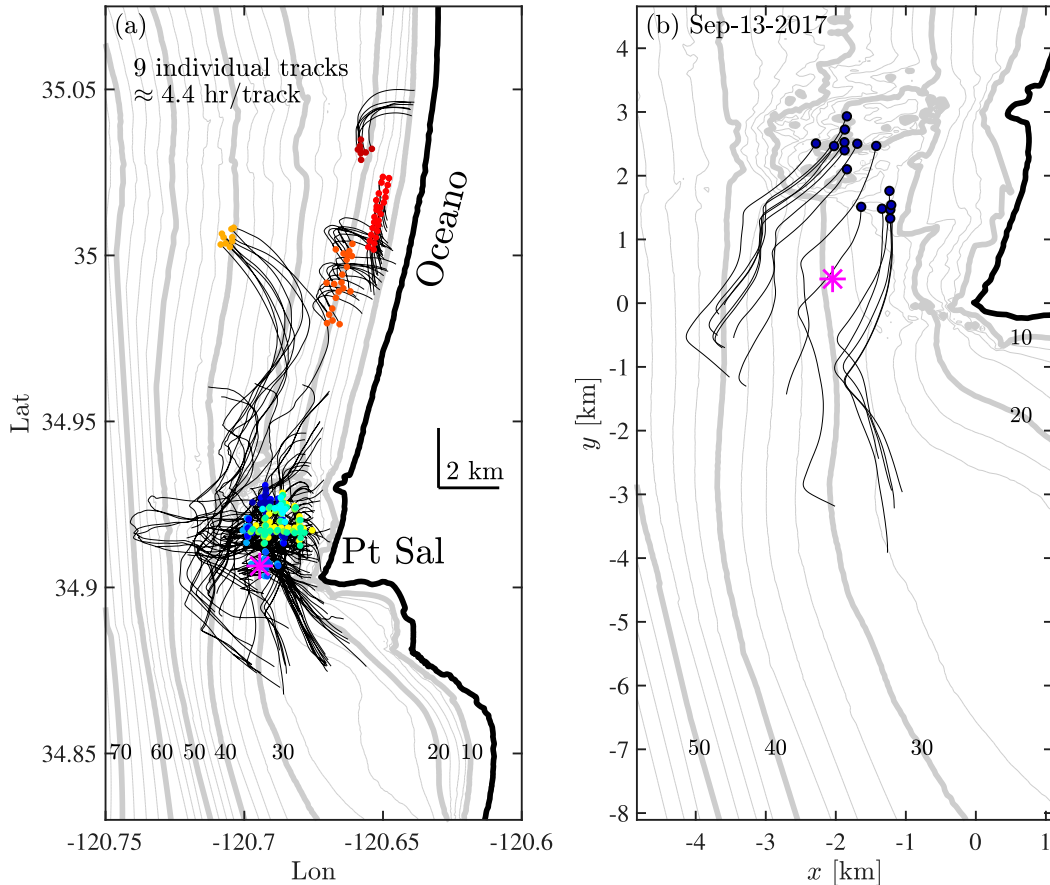 (a)
9 individual tracks
≈ 4.4 hr/track
35.05
35
34.95
34.9
34.85
Lat
Oceano
2 km
Pt Sal
70 60 50 40 30 20 10
-120.75 -120.7 -120.65 -120.6
Lon
(b) Sep-13-2017
4
3
2
1
0
-1
-2
-3
-4
-5
-6
-7
-8
y [km]
10
20
50 40 30
-4 -3 -2 -1 0 1
x [km]